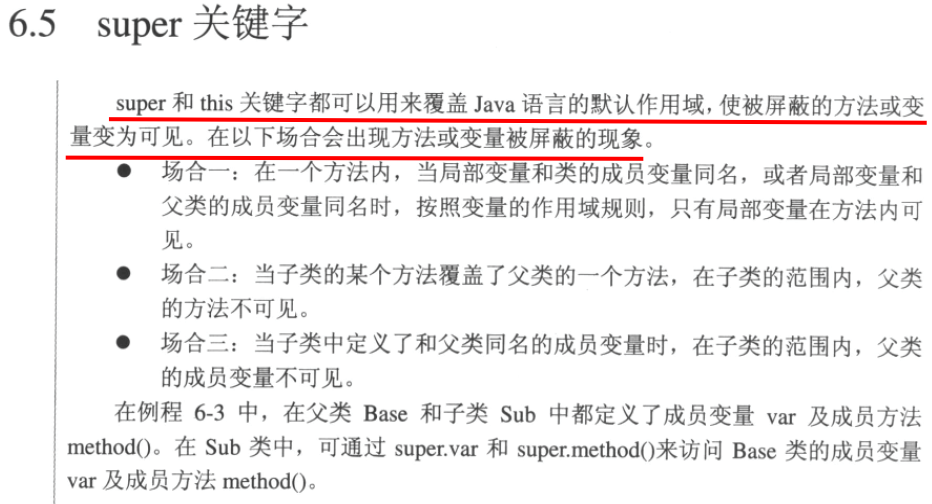 6.5 super 关键字
super 和 this 关键字都可以用来覆盖 Java 语言的默认作用域，使被屏蔽的方法或变
量变为可见。在以下场合会出现方法或变量被屏蔽的现象。
● 场合一：在一个方法内，当局部变量和类的成员变量同名，或者局部变量和
父类的成员变量同名时，按照变量的作用域规则，只有局部变量在方法内可
见。
● 场合二：当子类的某个方法覆盖了父类的一个方法，在子类的范围内，父类
的方法不可见。
● 场合三：当子类中定义了和父类同名的成员变量时，在子类的范围内，父类
的成员变量不可见。
在例程 6-3 中，在父类 Base 和子类 Sub 中都定义了成员变量 var 及成员方法
method()。在 Sub 类中，可通过 super.var 和 super.method()来访问 Base 类的成员变量
var 及成员方法 method()。